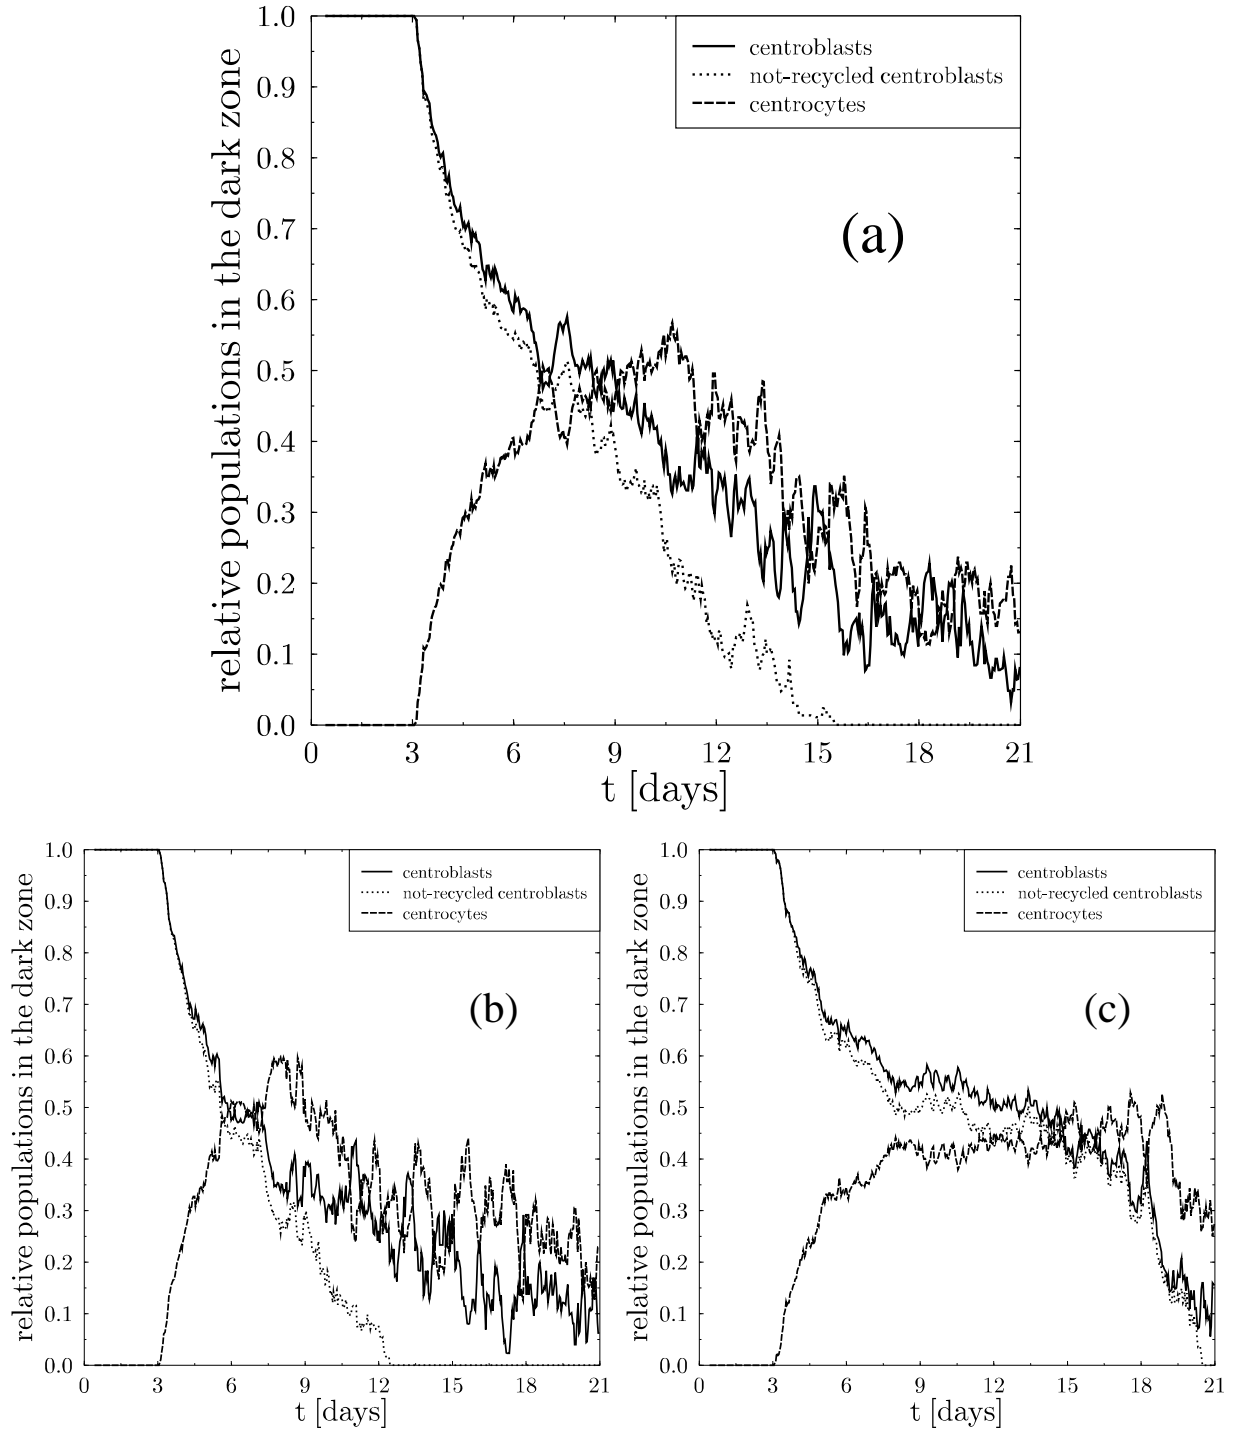 relative populations in the dark zone
1.0
0.9
0.8
0.7
0.6
0.5
0.4
0.3
0.2
0.1
0.0
centroblasts
not-recycled centroblasts
centrocytes
(a)
0 3 6 9 12 15 18 21
t [days]
relative populations in the dark zone
1.0
0.9
0.8
0.7
0.6
0.5
0.4
0.3
0.2
0.1
0.0
centroblasts
not-recycled centroblasts
centrocytes
(b)
0 3 6 9 12 15 18 21
t [days]
relative populations in the dark zone
1.0
0.9
0.8
0.7
0.6
0.5
0.4
0.3
0.2
0.1
0.0
centroblasts
not-recycled centroblasts
centrocytes
(c)
0 3 6 9 12 15 18 21
t [days]